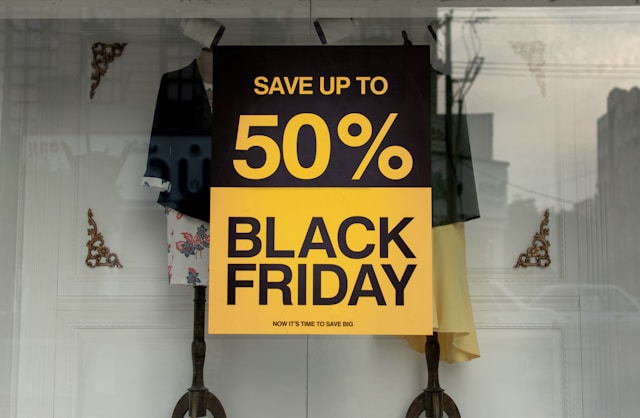 SAVE UP TO
50%
BLACK
FRIDAY
NOW IT'S TIME TO SAVE BIG